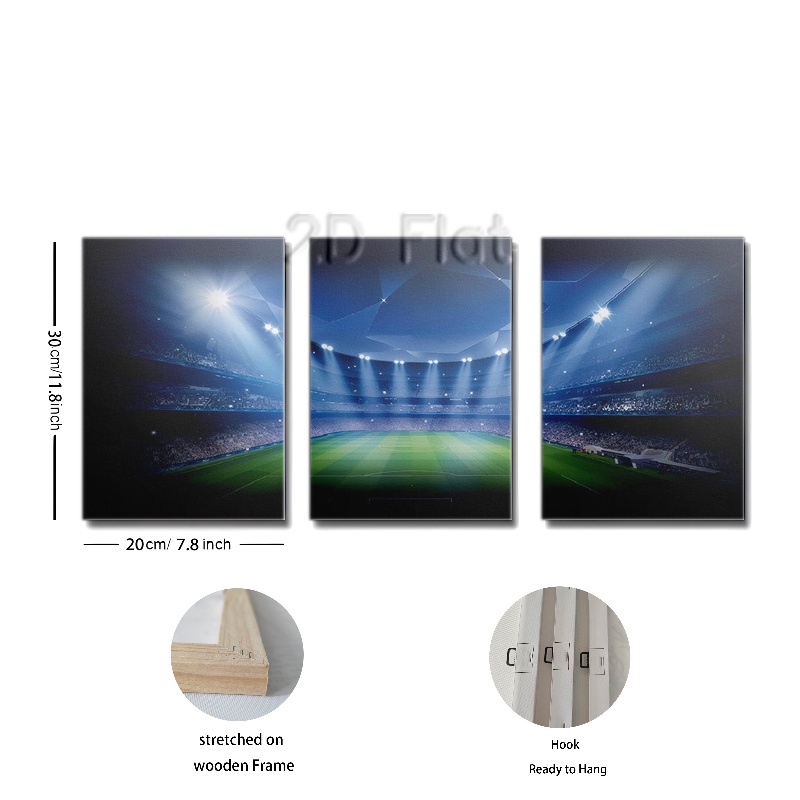 2D Flat
30cm/11.8inch
20cm/ 7.8 inch
stretched on
wooden Frame
Hook
Ready to Hang